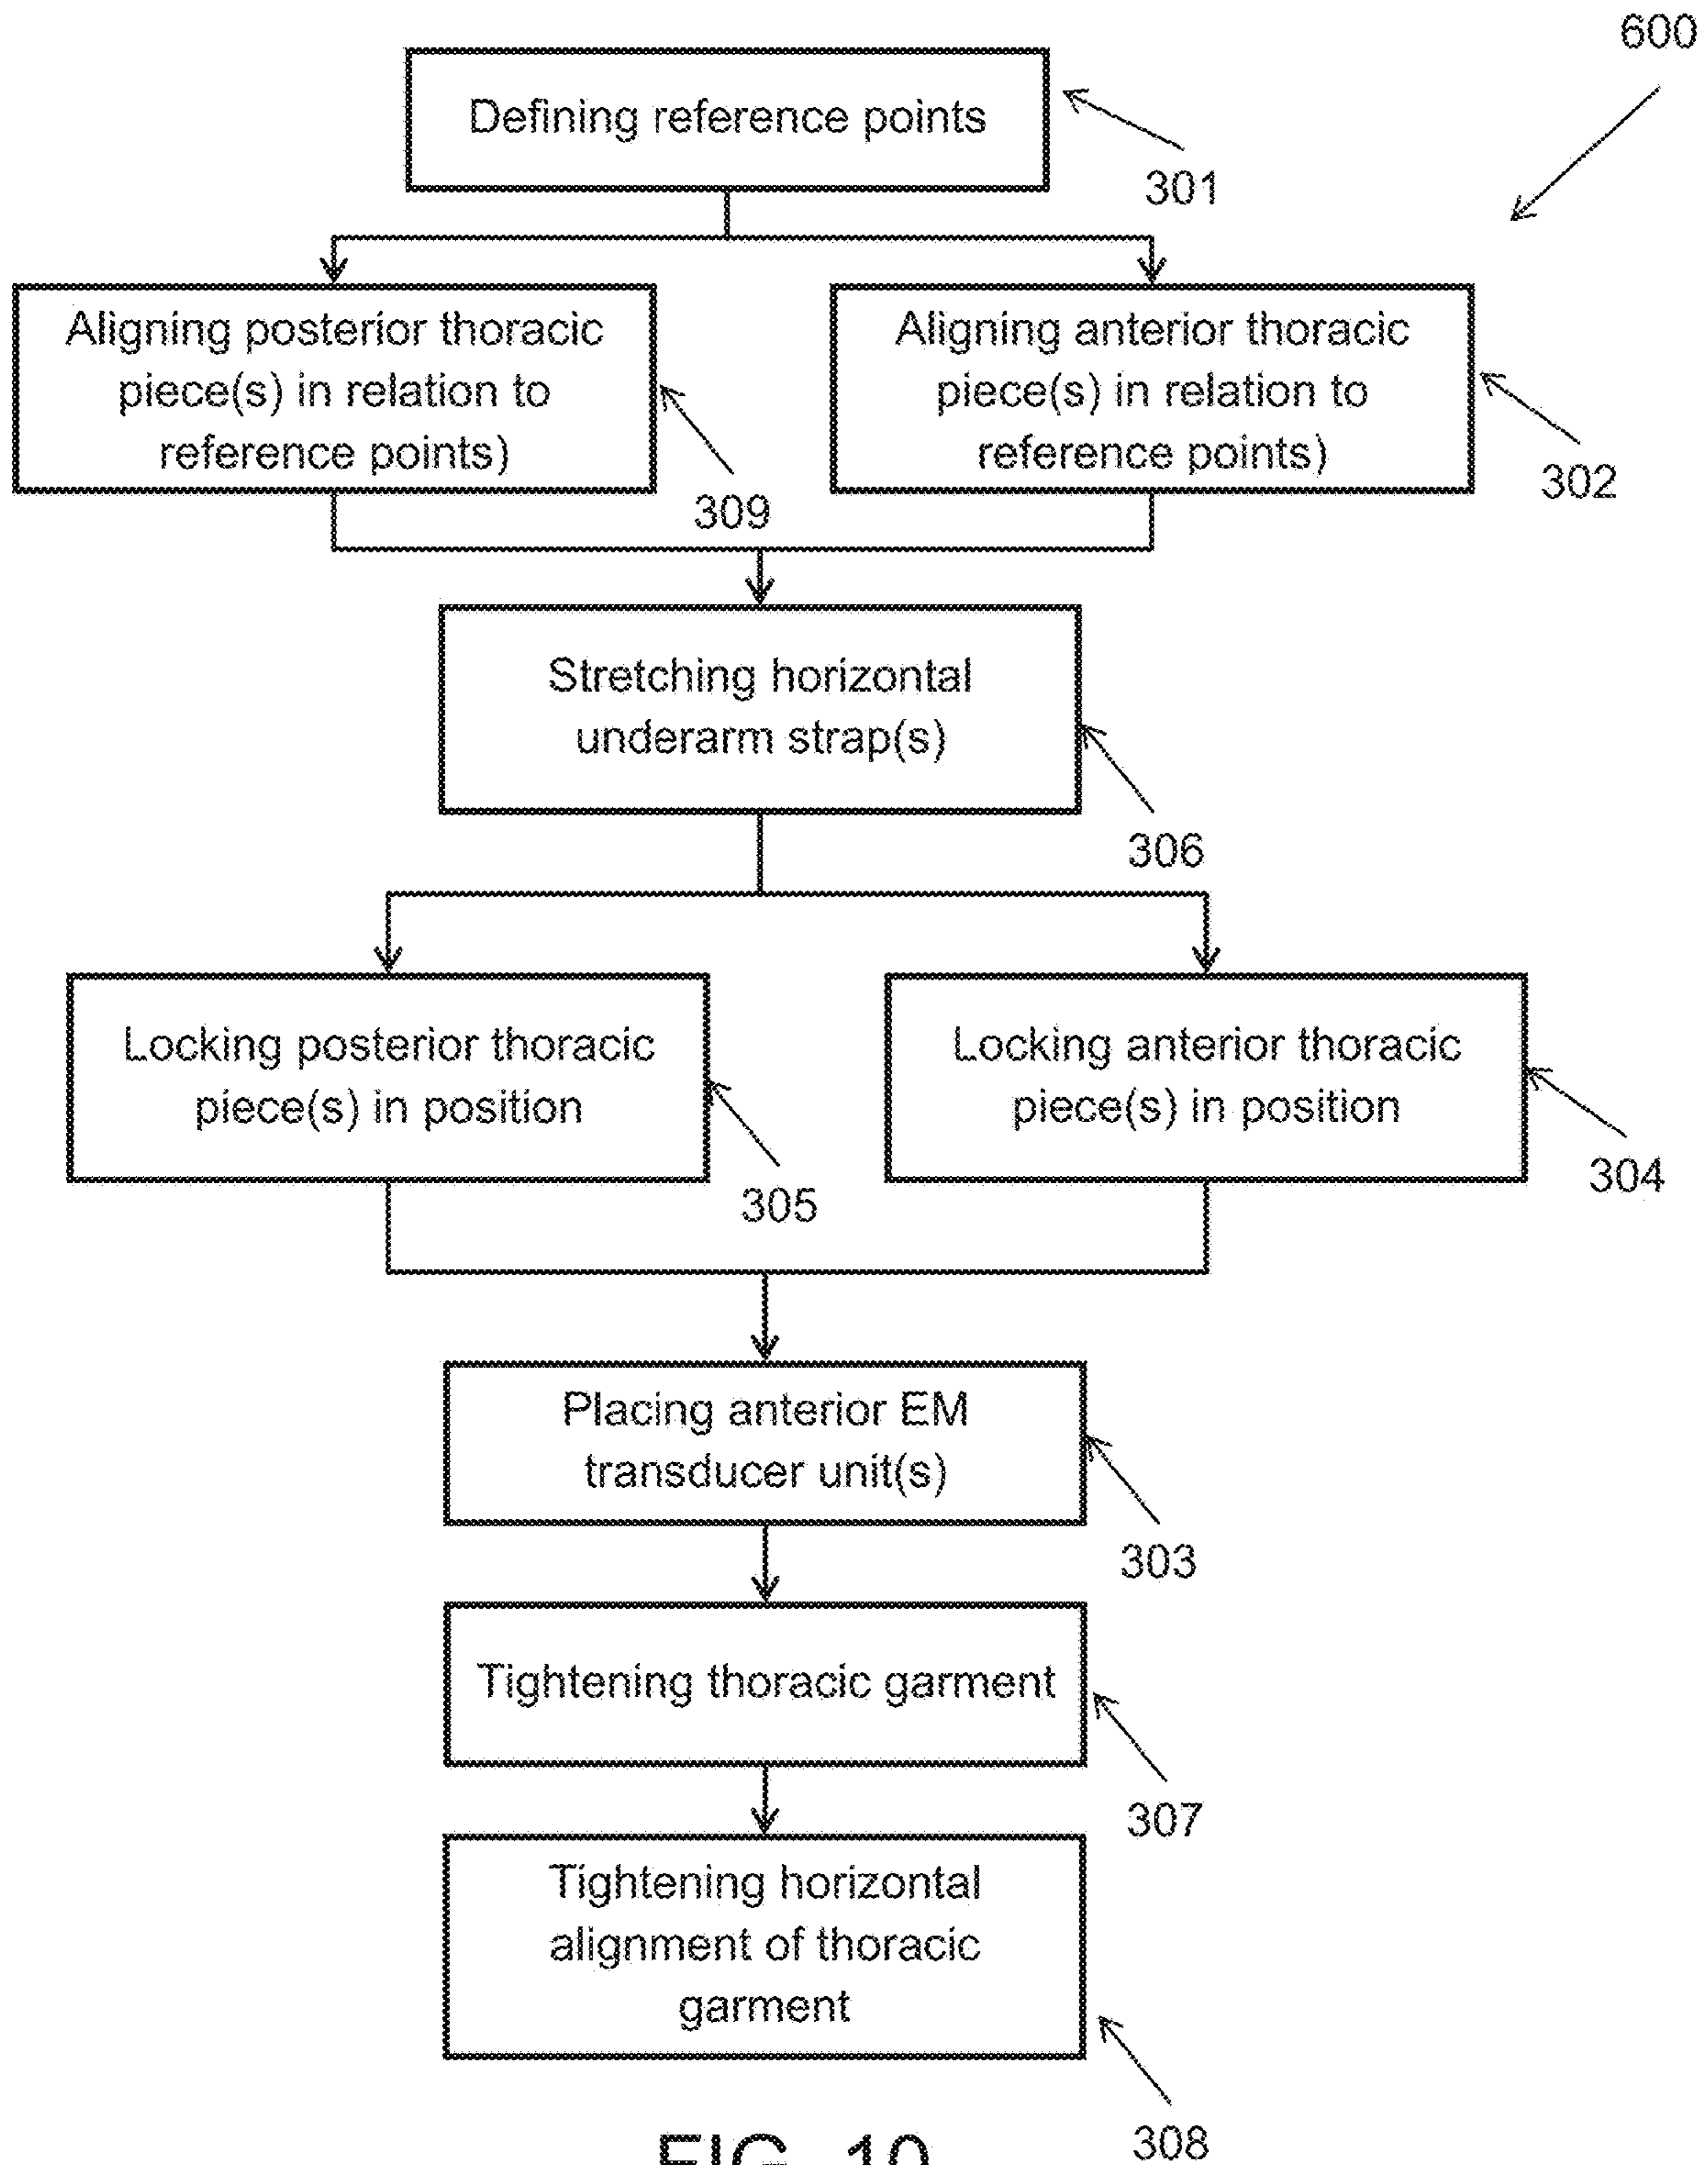 600
Defining reference points
301
Aligning posterior thoracic
piece(s) in relation to
reference points)
309
Aligning anterior thoracic
piece(s) in relation to
reference points)
302
Stretching horizontal
underarm strap(s)
306
Locking posterior thoracic
piece(s) in position
305
Locking anterior thoracic
piece(s) in position
304
Placing anterior EM
transducer unit(s)
303
Tightening thoracic garment
307
Tightening horizontal
alignment of thoracic
garment
308
FIG. 10